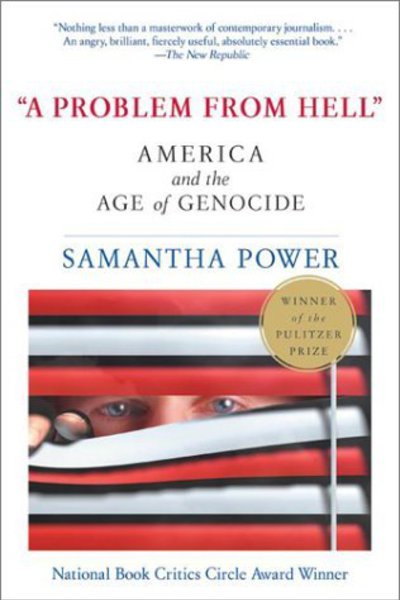 "Nothing less than a masterwork of contemporary journalism. . . .
An angry, brilliant, fiercely useful, absolutely essential book."
—The New Republic
"A PROBLEM FROM HELL"
AMERICA
and the
AGE of GENOCIDE
SAMANTHA POWER
WINNER
of the
PULITZER
PRIZE
National Book Critics Circle Award Winner